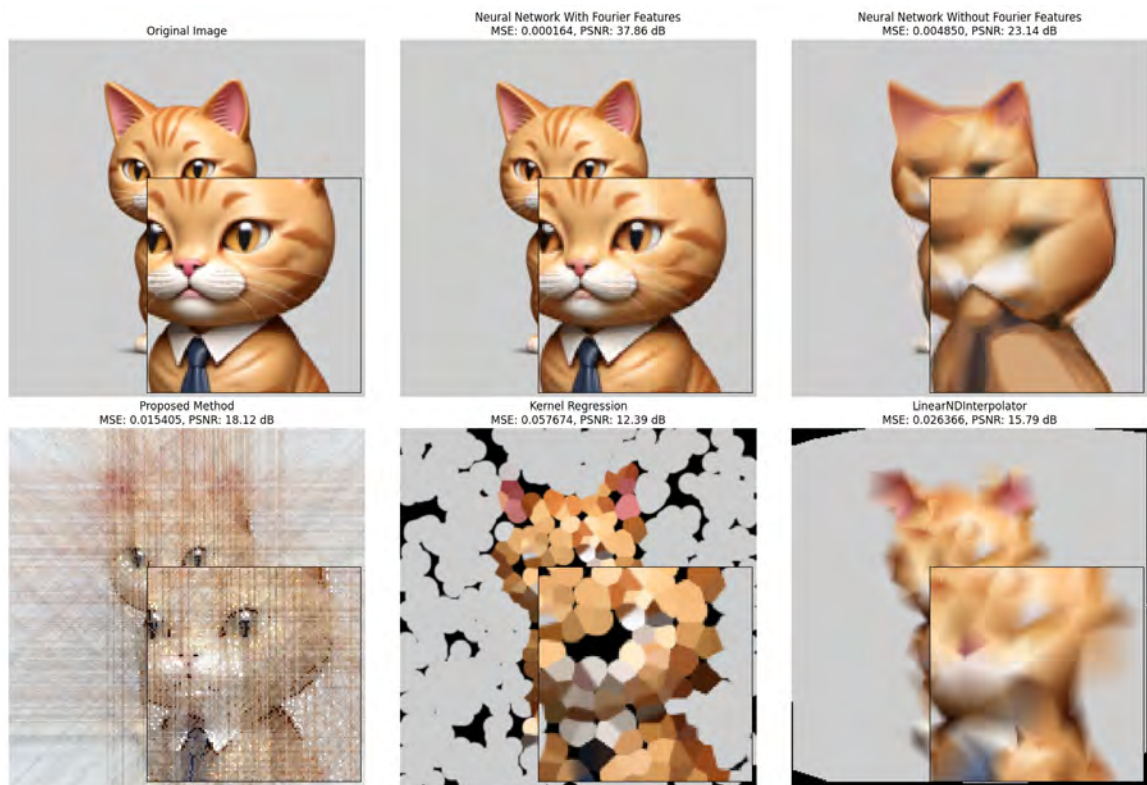 Original Image
Neural Network With Fourier Features
MSE: 0.000164, PSNR: 37.86 dB
Neural Network Without Fourier Features
MSE: 0.004850, PSNR: 23.14 dB
Proposed Method
MSE: 0.015405, PSNR: 18.12 dB
Kernel Regression
MSE: 0.057674, PSNR: 12.39 dB
LinearNDInterpolator
MSE: 0.026366, PSNR: 15.79 dB